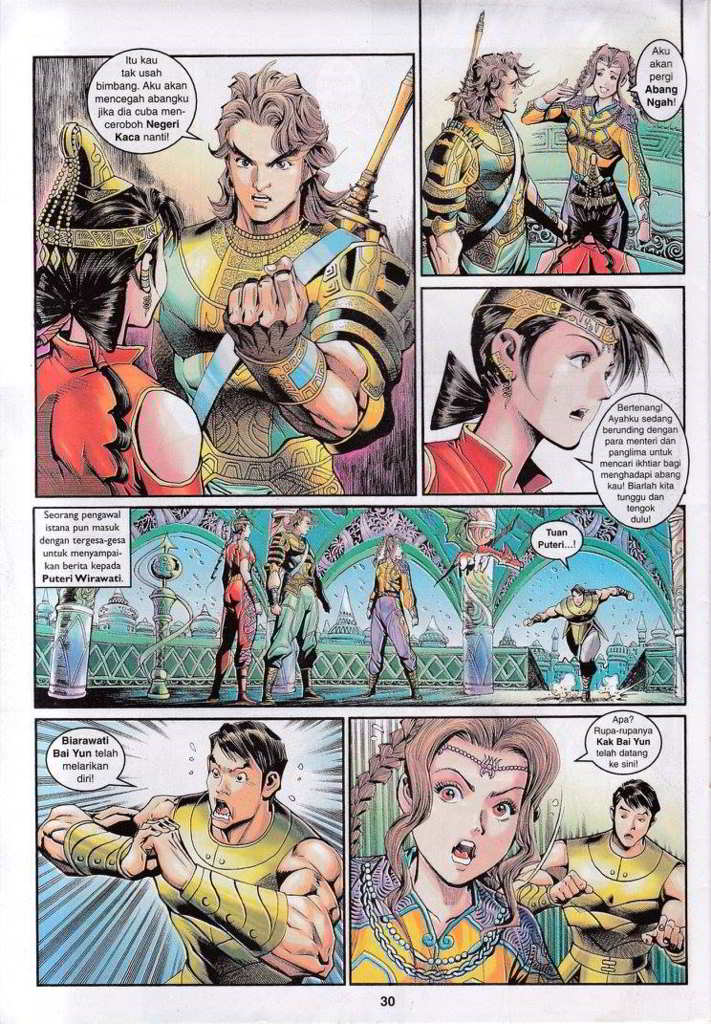 Itu kau
tak usah
bimbang. Aku akan
mencegah abangku
jika dia cuba men-
ceroboh Negeri
Kaca nanti!
Aku
akan
pergi
Abang
Ngah!
Bertenang!
Ayahku sedang
berunding dengan
para menteri dan
panglima untuk
mencari ikhtiar bagi
menghadapi abang
kau! Biarlah kita
tunggu dan
tengok
dulu!
Seorang pengawal
istana pun masuk
dengan tergesa-gesa
untuk menyampai-
kan berita kepada
Puteri Wirawati.
Tuan
Puteri...!
Biarawati
Bai Yun telah
melarikan
diri!
Apa?
Rupa-rupanya
Kak Bai Yun
telah datang
ke sini!
30